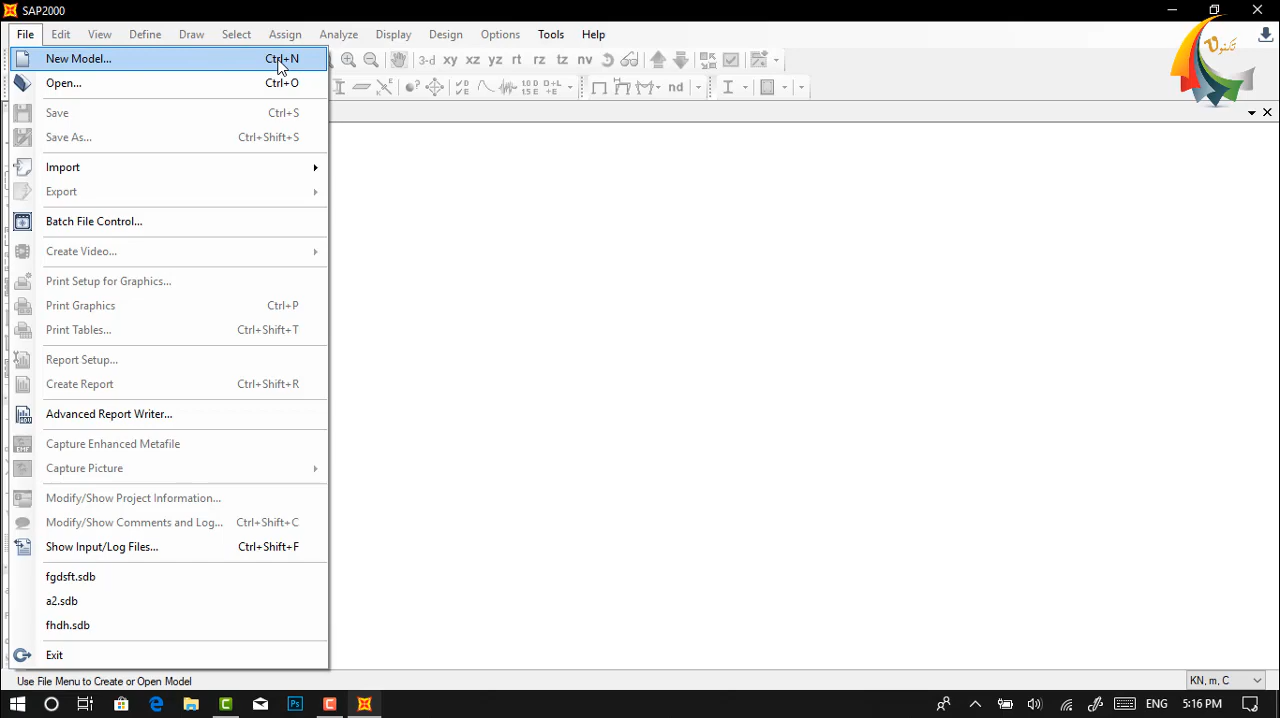 SAP2000
File Edit View Define Draw Select Assign Analyze Display Design Options Tools Help
3-d xy xz yz rt rz tz nv
nd
New Model... Ctrl+N
Open... Ctrl+O
Save Ctrl+S
Save As... Ctrl+Shift+S
Import
Export
Batch File Control...
Create Video...
Print Setup for Graphics...
Print Graphics Ctrl+P
Print Tables... Ctrl+Shift+T
Report Setup...
Create Report Ctrl+Shift+R
Advanced Report Writer...
Capture Enhanced Metafile
Capture Picture
Modify/Show Project Information...
Modify/Show Comments and Log... Ctrl+Shift+C
Show Input/Log Files... Ctrl+Shift+F
fgdsft.sdb
a2.sdb
fhdh.sdb
Exit
Use File Menu to Create or Open Model
KN, m, C
ENG 5:16 PM